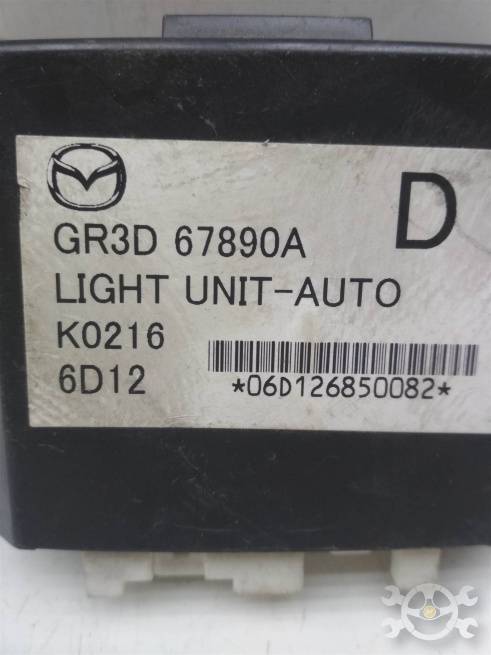 D
GR3D 67890A
LIGHT UNIT-AUTO
K0216
6D12
*06D126850082*